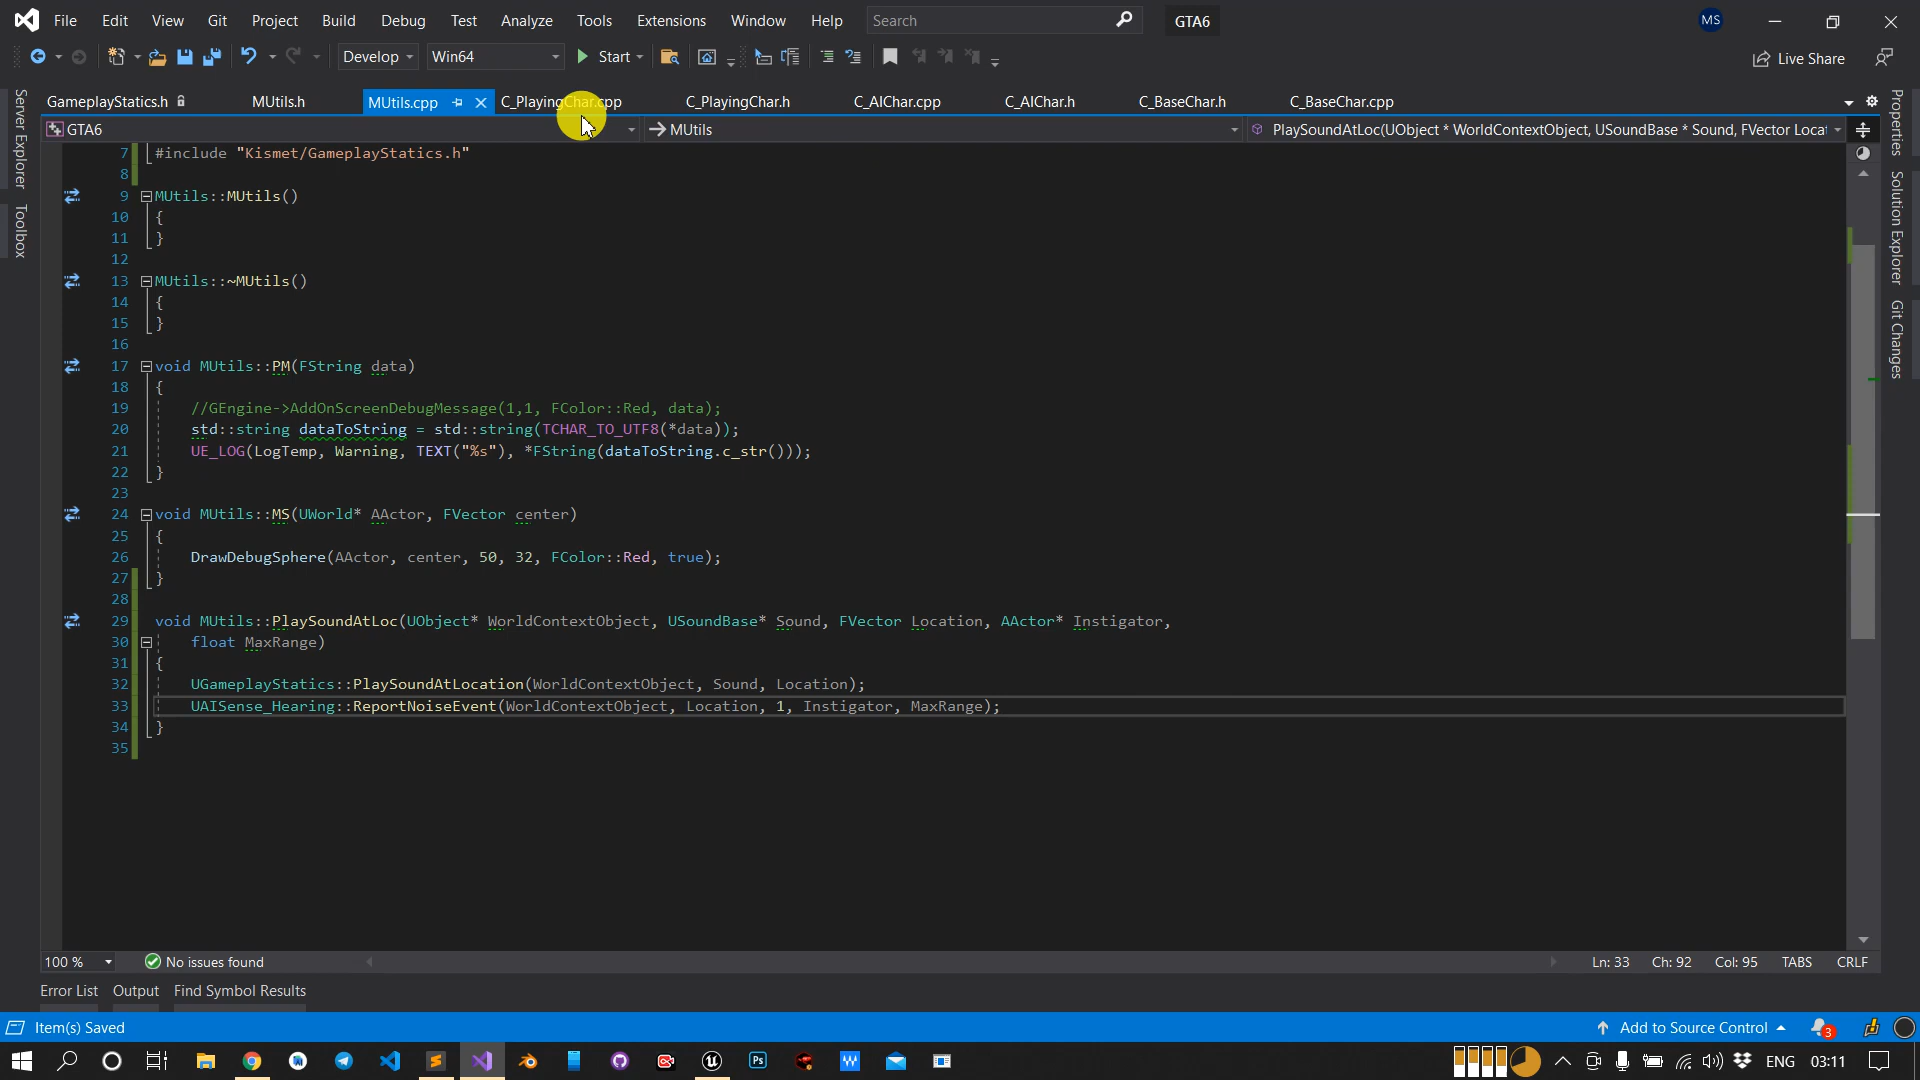 File Edit View Git Project Build Debug Test Analyze Tools Extensions Window Help Search GTA6 MS
Develop Win64 Start Live Share
GameplayStatics.h MUtils.h MUtils.cpp C_PlayingChar.cpp C_PlayingChar.h C_AIChar.cpp C_AIChar.h C_BaseChar.h C_BaseChar.cpp
GTA6 MUtils PlaySoundAtLoc(UObject * WorldContextObject, USoundBase * Sound, FVector Locat
Server Explorer
Toolbox
Properties
Solution Explorer
Git Changes
7 #include "Kismet/GameplayStatics.h"
8
9 MUtils::MUtils()
10 {
11 }
12
13 MUtils::~MUtils()
14 {
15 }
16
17 void MUtils::PM(FString data)
18 {
19 //GEngine->AddOnScreenDebugMessage(1,1, FColor::Red, data);
20 std::string dataToString = std::string(TCHAR_TO_UTF8(*data));
21 UE_LOG(LogTemp, Warning, TEXT("%s"), *FString(dataToString.c_str()));
22 }
23
24 void MUtils::MS(UWorld* AActor, FVector center)
25 {
26 DrawDebugSphere(AActor, center, 50, 32, FColor::Red, true);
27 }
28
29 void MUtils::PlaySoundAtLoc(UObject* WorldContextObject, USoundBase* Sound, FVector Location, AActor* Instigator,
30 float MaxRange)
31 {
32 UGameplayStatics::PlaySoundAtLocation(WorldContextObject, Sound, Location);
33 UAISense_Hearing::ReportNoiseEvent(WorldContextObject, Location, 1, Instigator, MaxRange);
34 }
35
100 % No issues found Ln: 33 Ch: 92 Col: 95 TABS CRLF
Error List Output Find Symbol Results
Item(s) Saved Add to Source Control 3
Ps W ENG 03:11